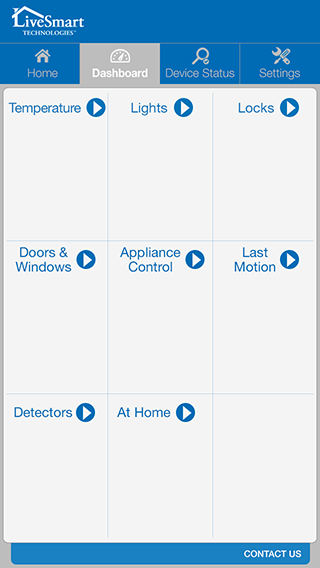 LiveSmart
TECHNOLOGIES™
Home
Dashboard
Device Status
Settings
Temperature
Lights
Locks
Doors &
Windows
Appliance
Control
Last
Motion
Detectors
At Home
CONTACT US